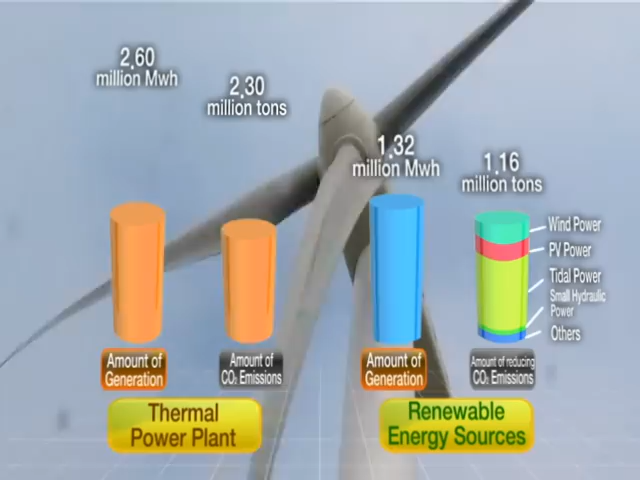 2.60
million Mwh
2.30
million tons
1.32
million Mwh
1.16
million tons
Wind Power
PV Power
Tidal Power
Small Hydraulic
Power
Others
Amount of
Generation
Amount of
CO₂ Emissions
Amount of
Generation
Amount of reducing
CO₂ Emissions
Thermal
Power Plant
Renewable
Energy Sources